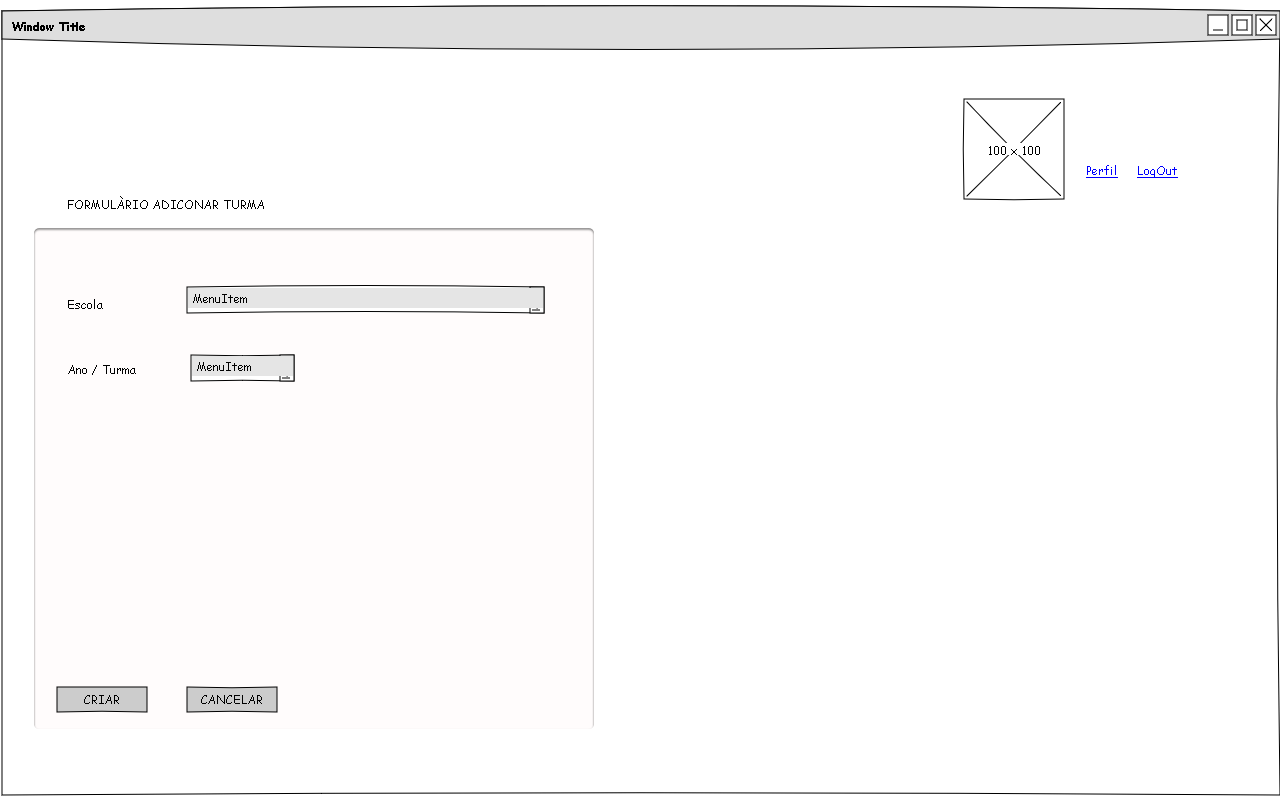 Window Title
100 × 100
Perfil
LogOut
FORMULÀRIO ADICONAR TURMA
Escola
MenuItem
Ano / Turma
MenuItem
CRIAR
CANCELAR